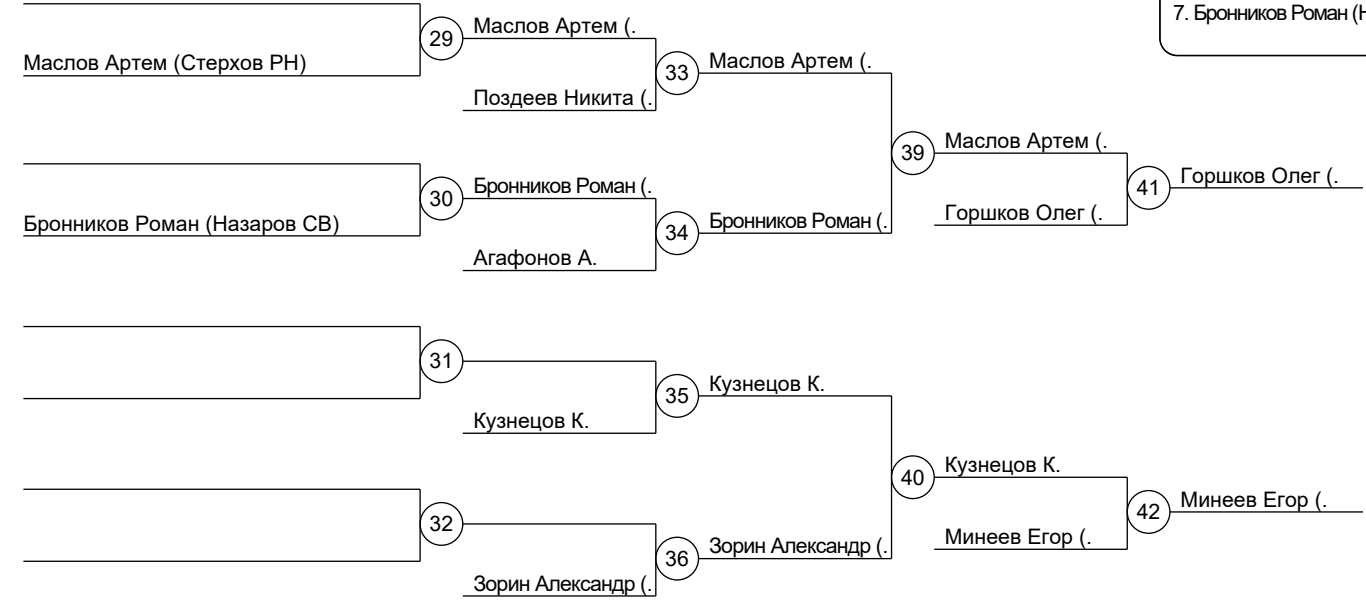 7. Бронников Роман (Н
29
Маслов Артем (.
Маслов Артем (Стерхов РН)
33
Маслов Артем (.
Поздеев Никита (.
39
Маслов Артем (.
30
Бронников Роман (.
41
Горшков Олег (.
Бронников Роман (Назаров СВ)
34
Бронников Роман (.
Горшков Олег (.
Агафонов А.
31
35
Кузнецов К.
Кузнецов К.
40
Кузнецов К.
32
42
Минеев Егор (.
36
Зорин Александр (.
Минеев Егор (.
Зорин Александр (.